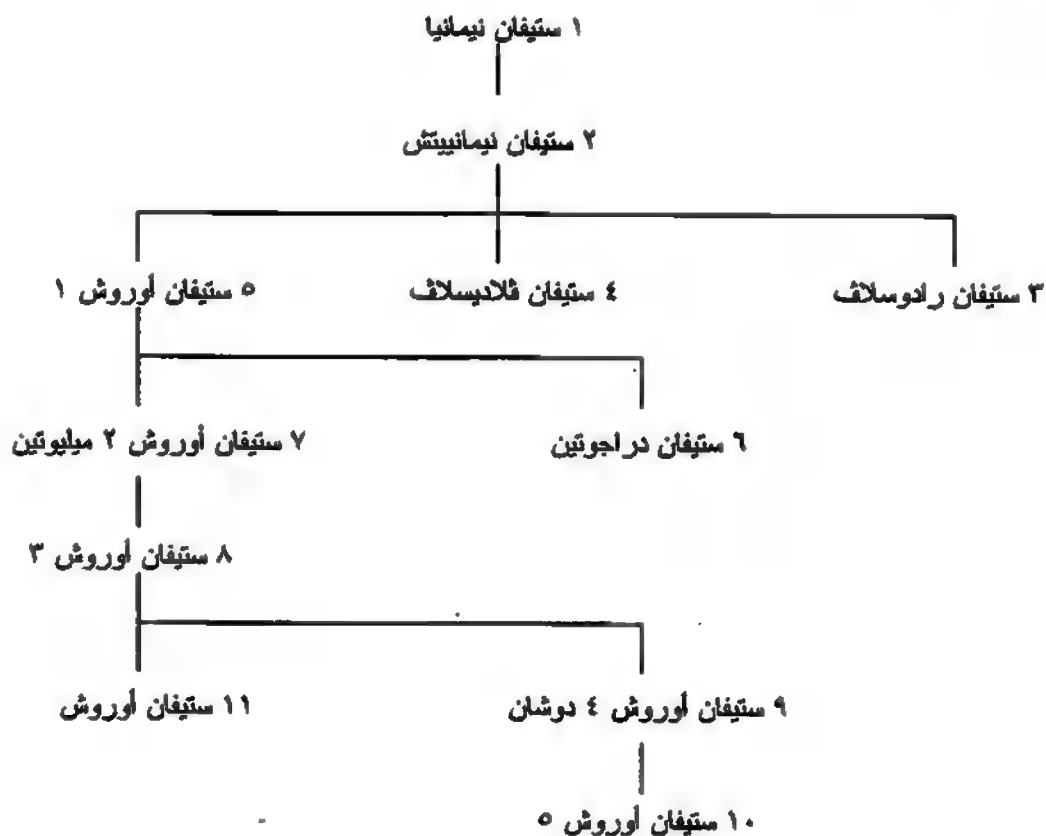 ١ ستيفان نيمانيا
٢ ستيفان نيمانييتش
٣ ستيفان رادوسلاف
٤ ستيفان ڤلاديسلاف
٥ ستيفان أوروش ١
٦ ستيفان دراجوتين
٧ ستيفان أوروش ٢ ميليوتين
٨ ستيفان أوروش ٣
٩ ستيفان أوروش ٤ دوشان
١١ ستيفان أوروش
١٠ ستيفان أوروش ٥